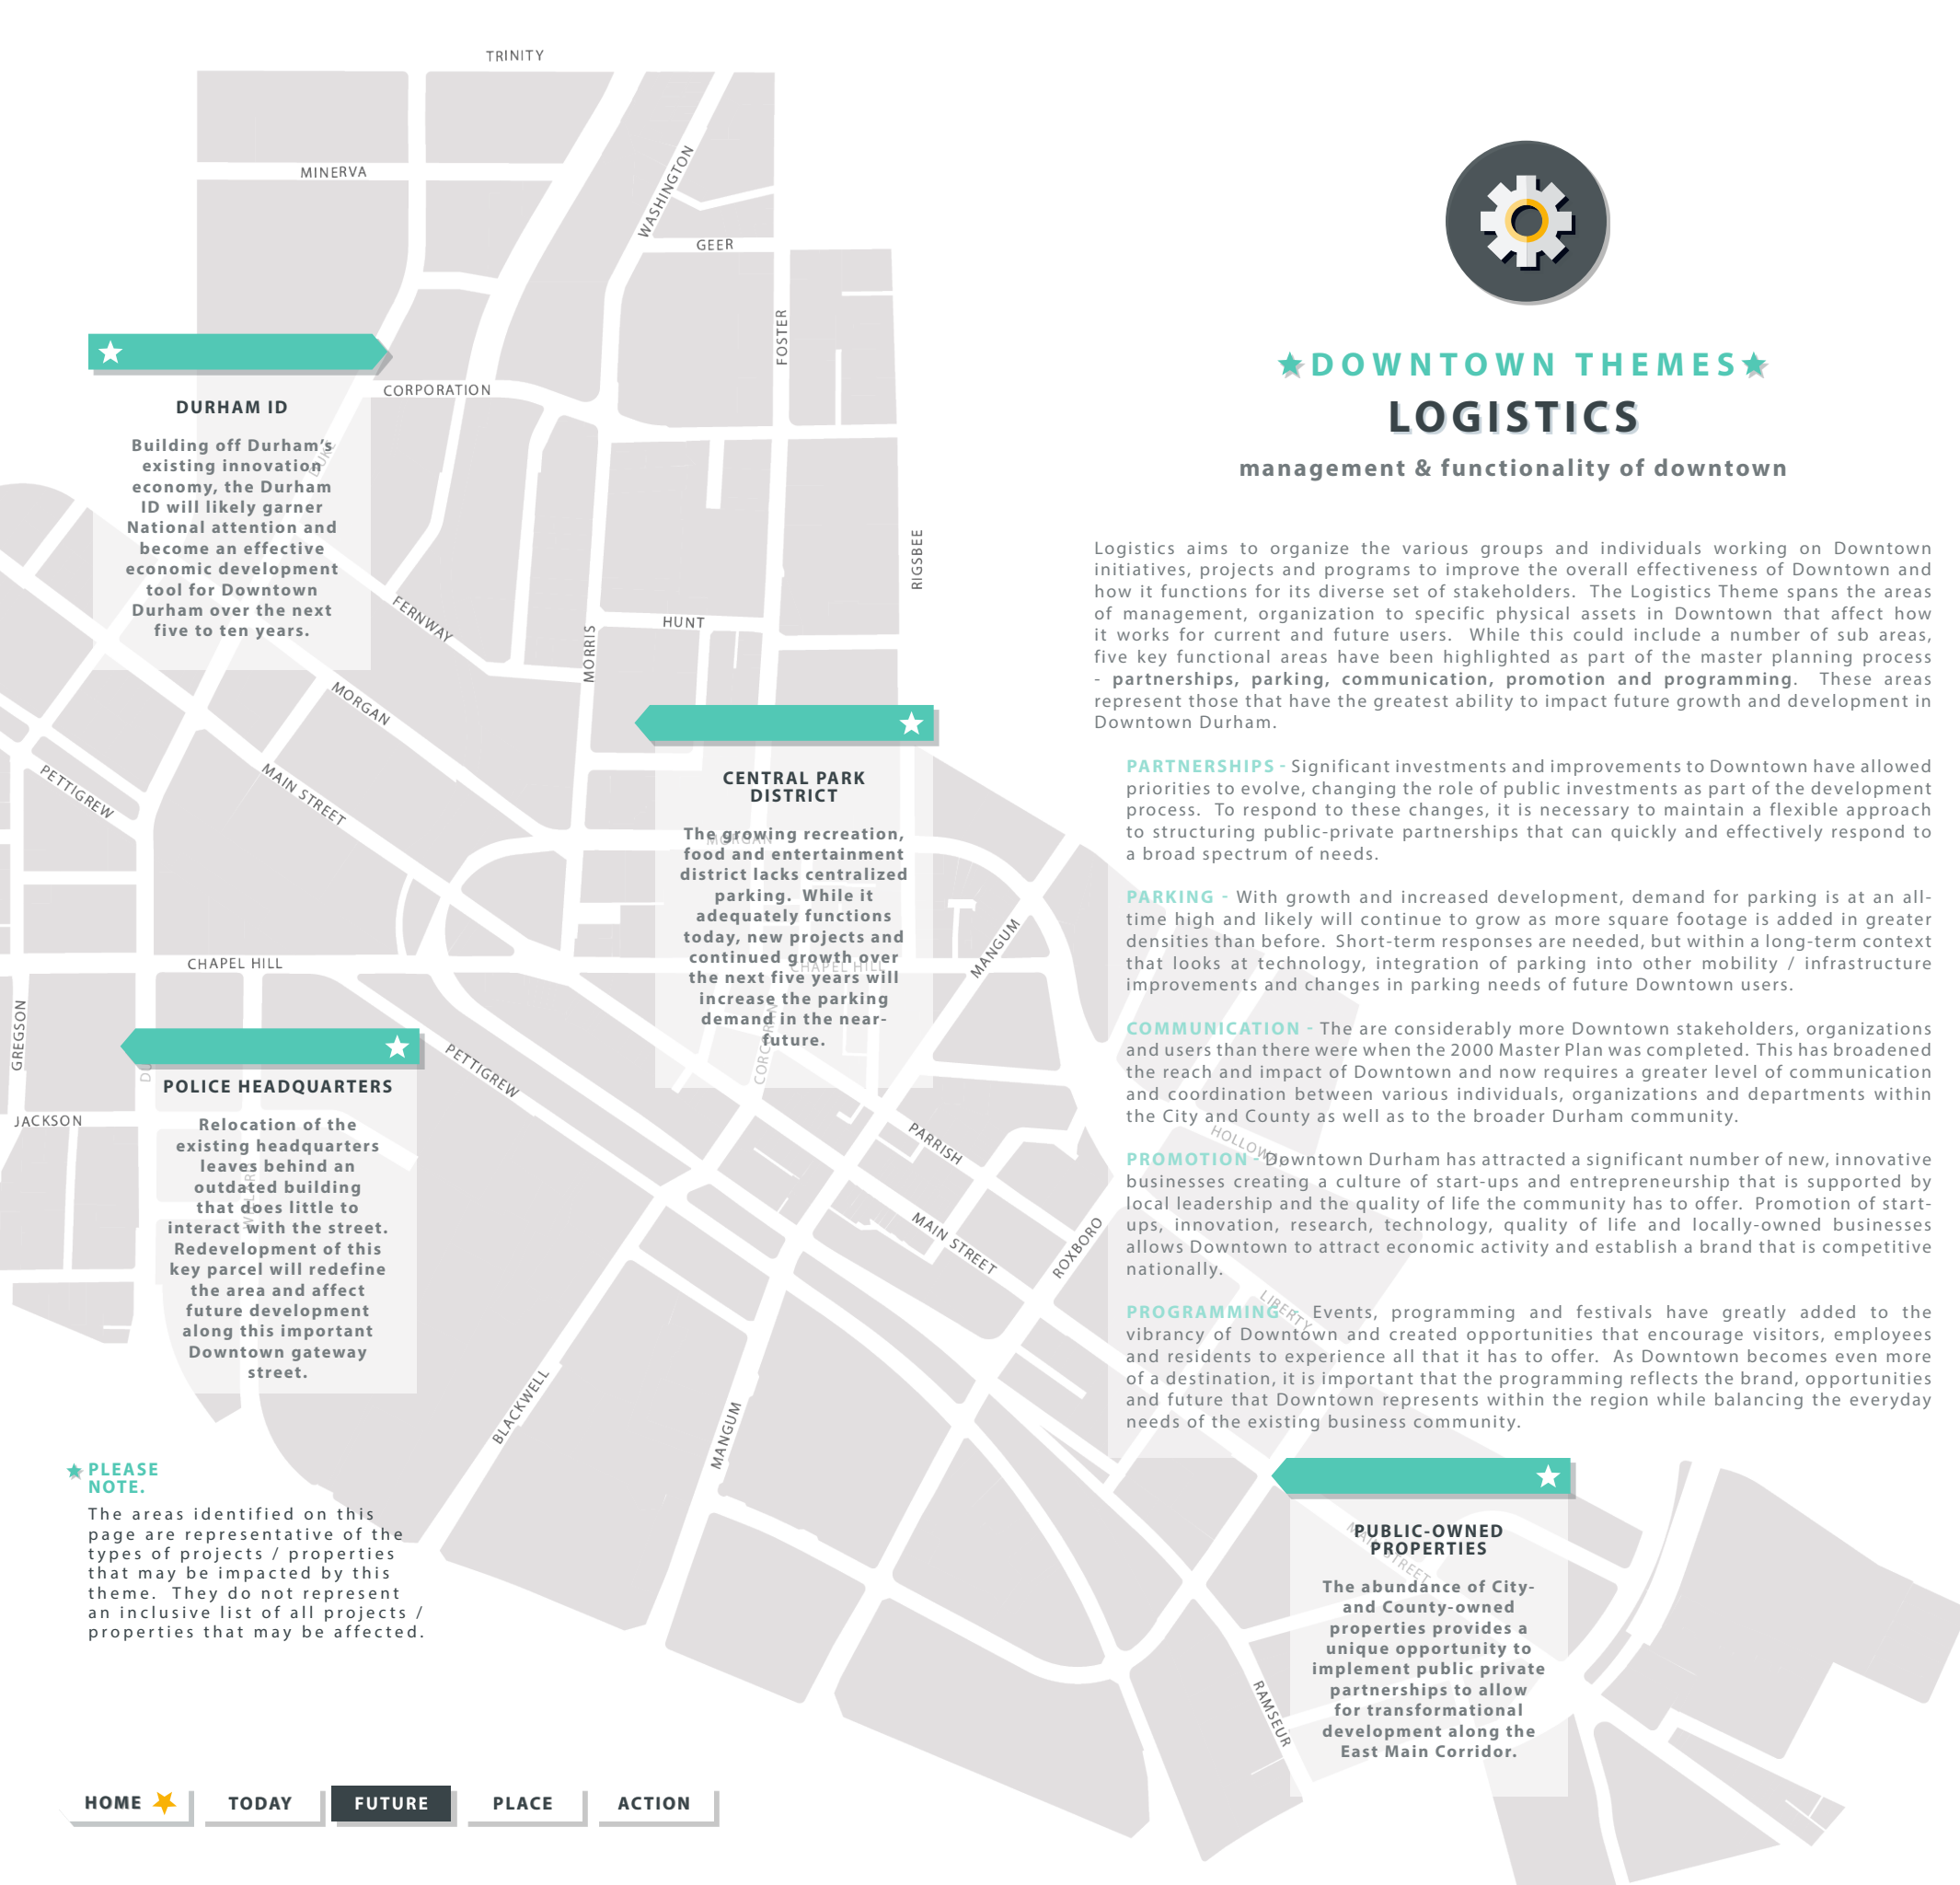 TRINITY
MINERVA
WASHINGTON
GEER
FOSTER
CORPORATION
RIGSBEE
FERNWAY
MORRIS
HUNT
MORGAN
PETTIGREW
MAIN STREET
DURHAM ID
Building off Durham's
existing innovation
economy, the Durham
ID will likely garner
National attention and
become an effective
economic development
tool for Downtown
Durham over the next
five to ten years.
CENTRAL PARK
DISTRICT
The growing recreation,
food and entertainment
district lacks centralized
parking.  While it
adequately functions
today, new projects and
continued growth over
the next five years will
increase the parking
demand in the near-
future.
MORGAN
CHAPEL HILL
MANGUM
CHAPEL HILL
GREGSON
JACKSON
PETTIGREW
POLICE HEADQUARTERS
Relocation of the
existing headquarters
leaves behind an
outdated building
that does little to
interact with the street.
Redevelopment of this
key parcel will redefine
the area and affect
future development
along this important
Downtown gateway
street.
PARRISH
MAIN STREET
ROXBORO
BLACKWELL
MANGUM
LIBERTY
RAMSEUR
★DOWNTOWN THEMES★
LOGISTICS
management & functionality of downtown
Logistics aims to organize the various groups and individuals working on Downtown
initiatives, projects and programs to improve the overall effectiveness of Downtown and
how it functions for its diverse set of stakeholders.  The Logistics Theme spans the areas
of management, organization to specific physical assets in Downtown that affect how
it works for current and future users.  While this could include a number of sub areas,
five key functional areas have been highlighted as part of the master planning process
- partnerships, parking, communication, promotion and programming.  These areas
represent those that have the greatest ability to impact future growth and development in
Downtown Durham.
PARTNERSHIPS - Significant investments and improvements to Downtown have allowed
priorities to evolve, changing the role of public investments as part of the development
process.  To respond to these changes, it is necessary to maintain a flexible approach
to structuring public-private partnerships that can quickly and effectively respond to
a broad spectrum of needs.
PARKING - With growth and increased development, demand for parking is at an all-
time high and likely will continue to grow as more square footage is added in greater
densities than before.  Short-term responses are needed, but within a long-term context
that looks at technology, integration of parking into other mobility / infrastructure
improvements and changes in parking needs of future Downtown users.
COMMUNICATION - The are considerably more Downtown stakeholders, organizations
and users than there were when the 2000 Master Plan was completed. This has broadened
the reach and impact of Downtown and now requires a greater level of communication
and coordination between various individuals, organizations and departments within
the City and County as well as to the broader Durham community.
PROMOTION - Downtown Durham has attracted a significant number of new, innovative
businesses creating a culture of start-ups and entrepreneurship that is supported by
local leadership and the quality of life the community has to offer.  Promotion of start-
ups, innovation, research, technology, quality of life and locally-owned businesses
allows Downtown to attract economic activity and establish a brand that is competitive
nationally.
PROGRAMMING - Events, programming and festivals have greatly added to the
vibrancy of Downtown and created opportunities that encourage visitors, employees
and residents to experience all that it has to offer.  As Downtown becomes even more
of a destination, it is important that the programming reflects the brand, opportunities
and future that Downtown represents within the region while balancing the everyday
needs of the existing business community.
PUBLIC-OWNED
PROPERTIES
MAIN STREET
The abundance of City-
and County-owned
properties provides a
unique opportunity to
implement public private
partnerships to allow
for transformational
development along the
East Main Corridor.
PLEASE
NOTE.
The areas identified on this
page are representative of the
types of projects / properties
that may be impacted by this
theme.  They do not represent
an inclusive list of all projects /
properties that may be affected.
HOME
TODAY
FUTURE
PLACE
ACTION